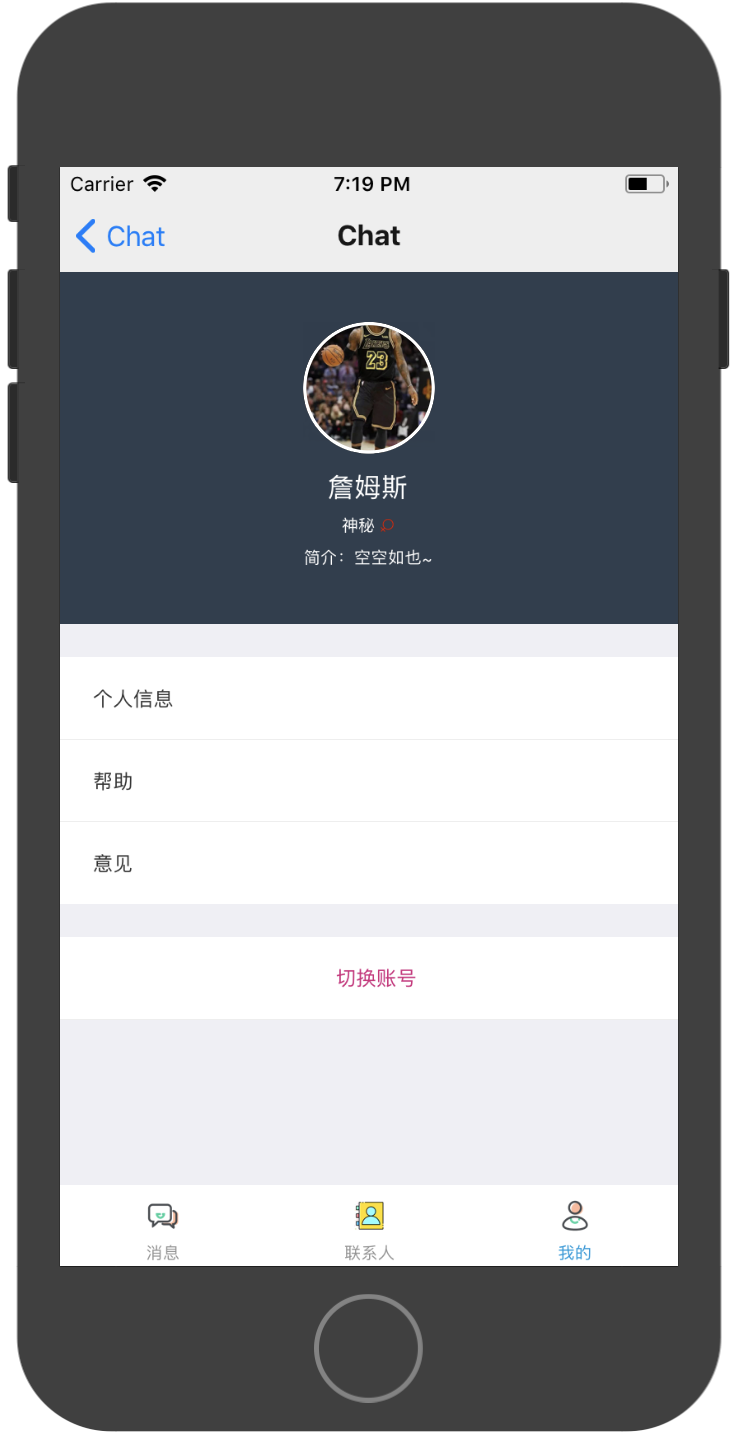 Carrier 7:19 PM
Chat Chat
LAKERS
23
詹姆斯
神秘
简介：空空如也~
个人信息
帮助
意见
切换账号
消息 联系人 我的